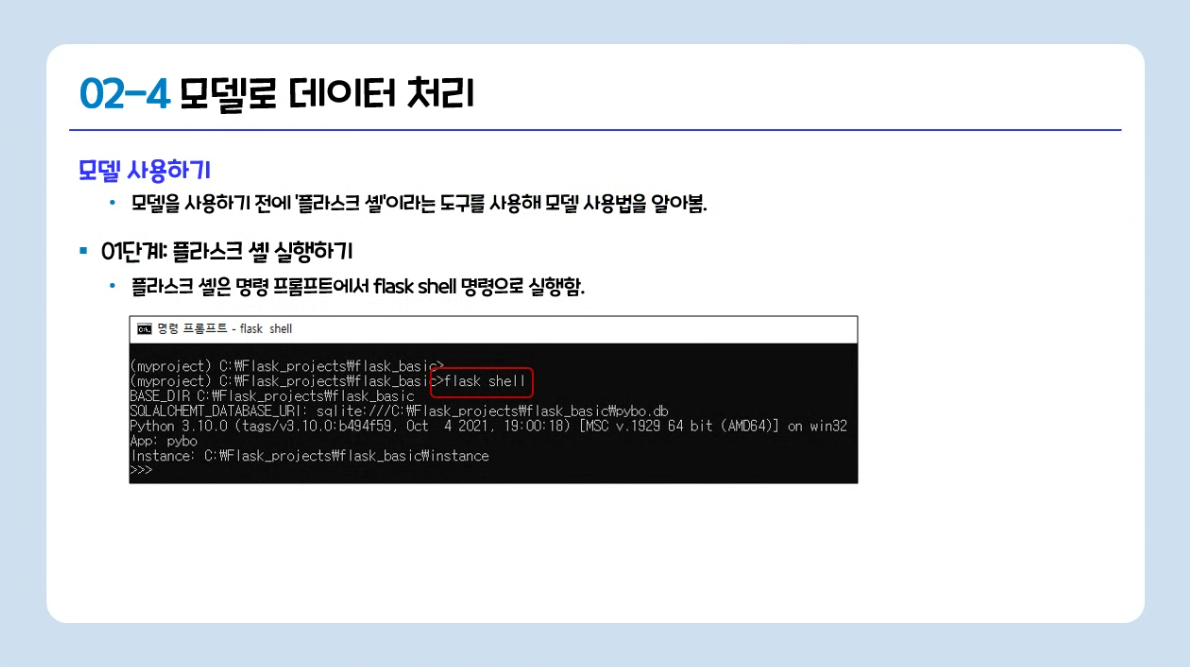 02-4 모델로 데이터 처리
모델 사용하기
• 모델을 사용하기 전에 '플라스크 셸'이라는 도구를 사용해 모델 사용법을 알아봄.
▪ 01단계: 플라스크 셸 실행하기
• 플라스크 셸은 명령 프롬프트에서 flask shell 명령으로 실행함.
명령 프롬프트 - flask shell
(myproject) C:₩Flask_projects₩flask_basic>
(myproject) C:₩Flask_projects₩flask_basic>flask shell
BASE_DIR C:₩Flask_projects₩flask_basic
SQLALCHEMT_DATABASE_URI: sqlite:///C:₩Flask_projects₩flask_basic₩pybo.db
Python 3.10.0 (tags/v3.10.0:b494f59, Oct  4 2021, 19:00:18) [MSC v.1929 64 bit (AMD64)] on win32
App: pybo
Instance: C:₩Flask_projects₩flask_basic₩instance
>>>